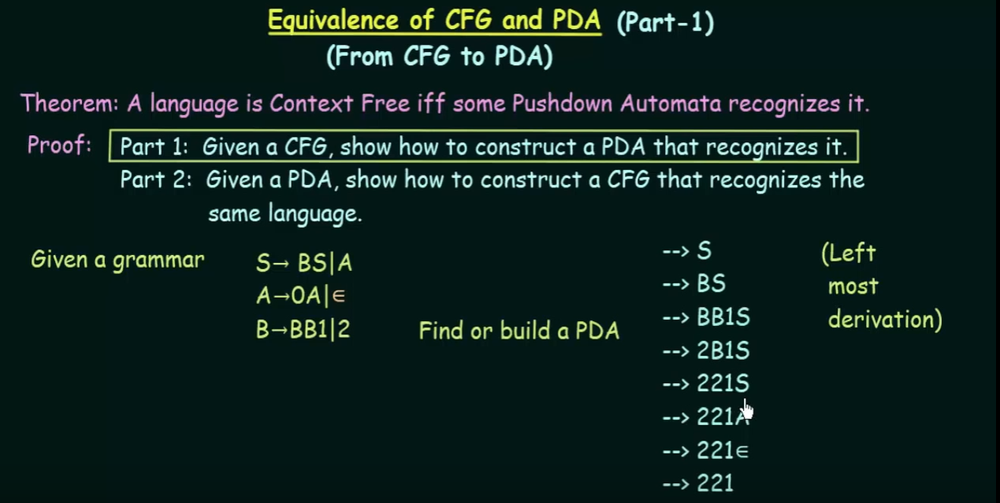 Equivalence of CFG and PDA (Part-1)
(From CFG to PDA)
Theorem: A language is Context Free iff some Pushdown Automata recognizes it.
Proof: Part 1: Given a CFG, show how to construct a PDA that recognizes it.
Part 2: Given a PDA, show how to construct a CFG that recognizes the
same language.
Given a grammar
S→ BS|A
A→0A|∈
B→BB1|2
Find or build a PDA
--> S
--> BS
--> BB1S
--> 2B1S
--> 221S
--> 221A
--> 221∈
--> 221
(Left
most
derivation)